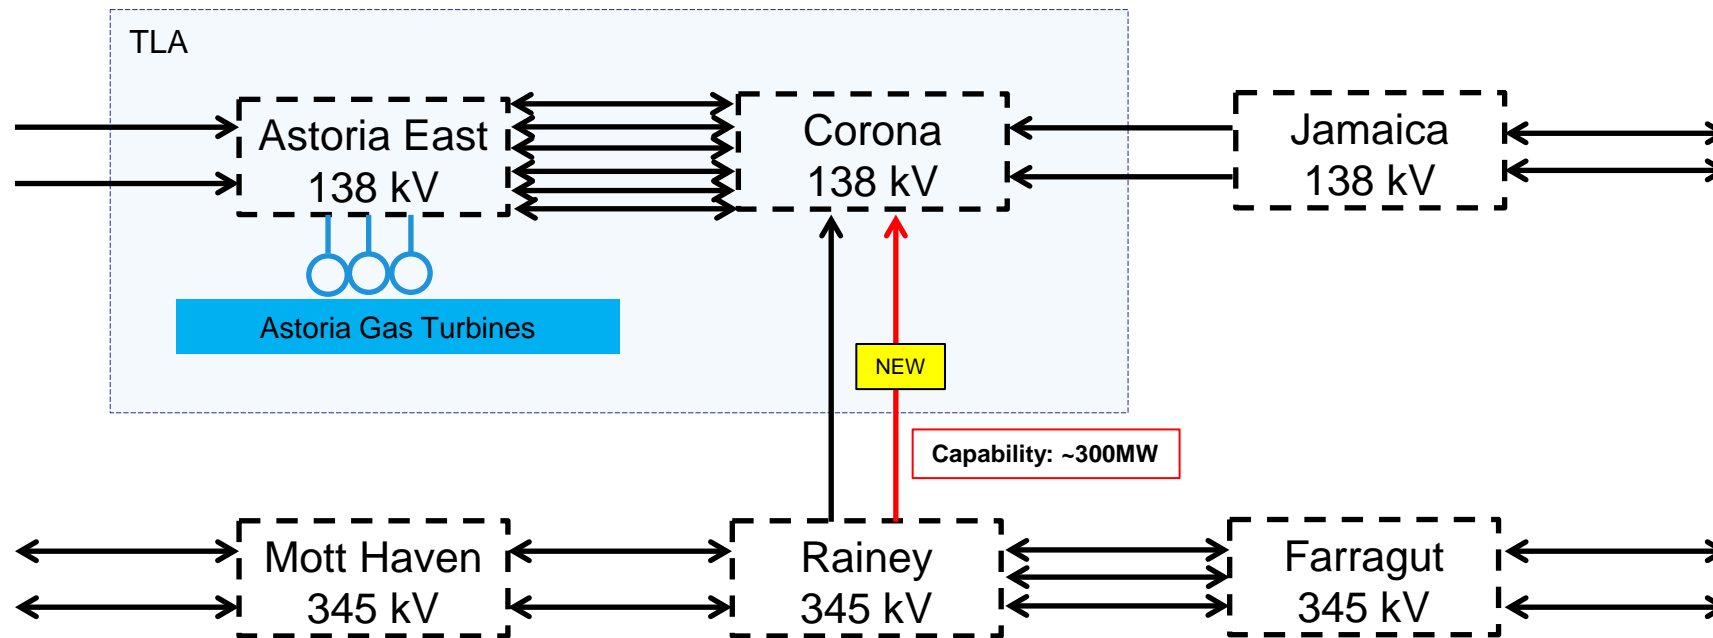 TLA
Astoria East
138 kV
Corona
138 kV
Jamaica
138 kV
Astoria Gas Turbines
NEW
Capability: ~300MW
Mott Haven
345 kV
Rainey
345 kV
Farragut
345 kV